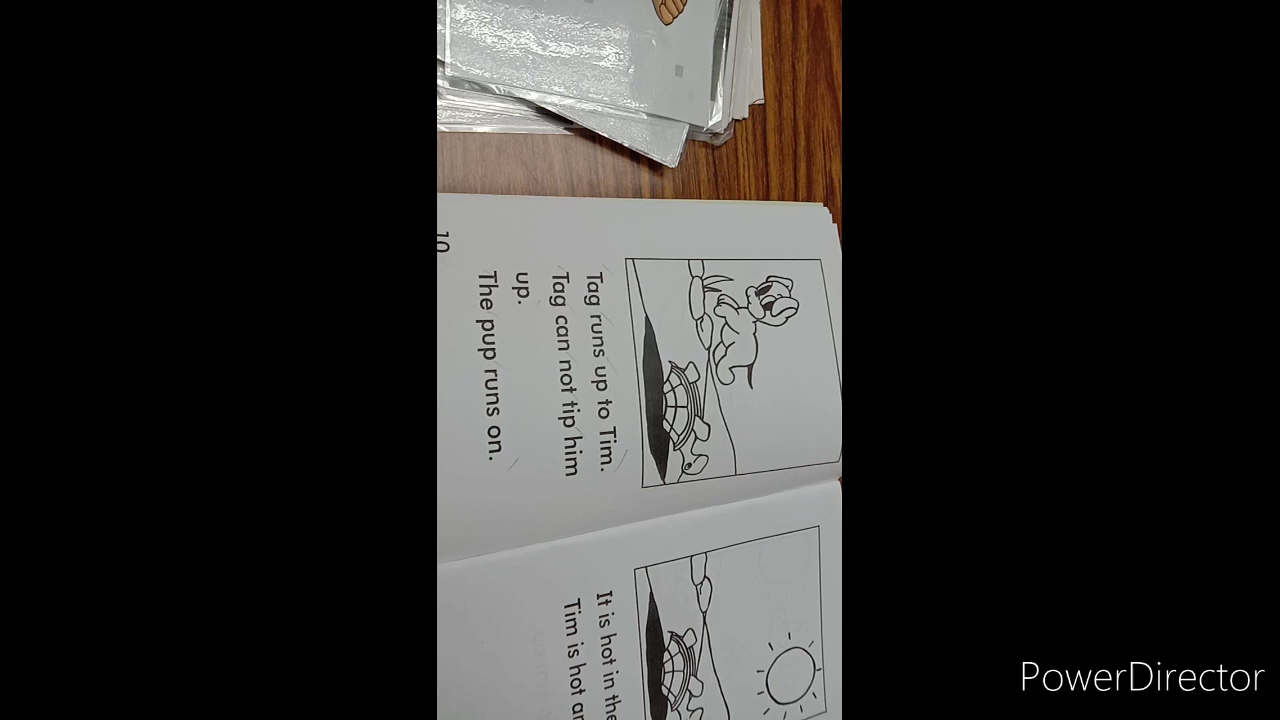 Tag runs up to Tim.
Tag can not tip him
up.
The pup runs on.
10
It is hot in the
Tim is hot
PowerDirector